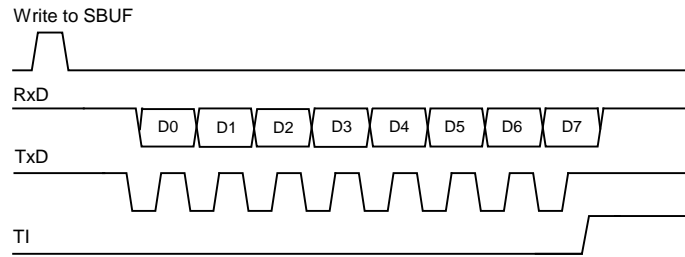 Write to SBUF
RxD
D0 D1 D2 D3 D4 D5 D6 D7
TxD
TI